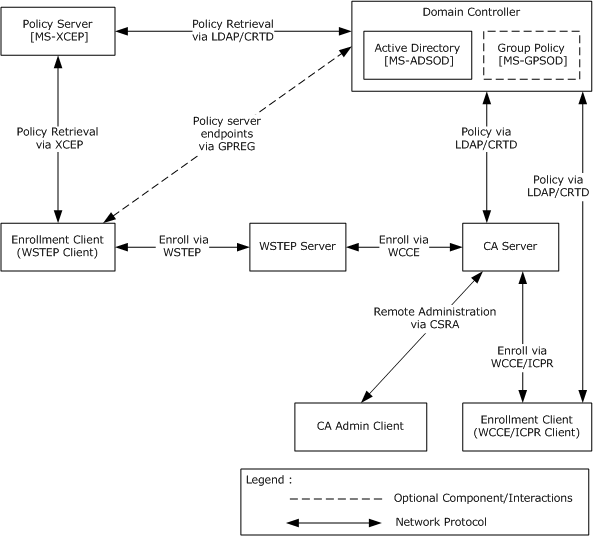 Policy Server
[MS-XCEP]
Policy Retrieval
via LDAP/CRTD
Domain Controller
Active Directory
[MS-ADSOD]
Group Policy
[MS-GPSOD]
Policy Retrieval
via XCEP
Policy server
endpoints
via GPREG
Policy via
LDAP/CRTD
Policy via
LDAP/CRTD
Enrollment Client
(WSTEP Client)
Enroll via
WSTEP
WSTEP Server
Enroll via
WCCE
CA Server
Remote Administration
via CSRA
Enroll via
WCCE/ICPR
CA Admin Client
Enrollment Client
(WCCE/ICPR Client)
Legend :
Optional Component/Interactions
Network Protocol